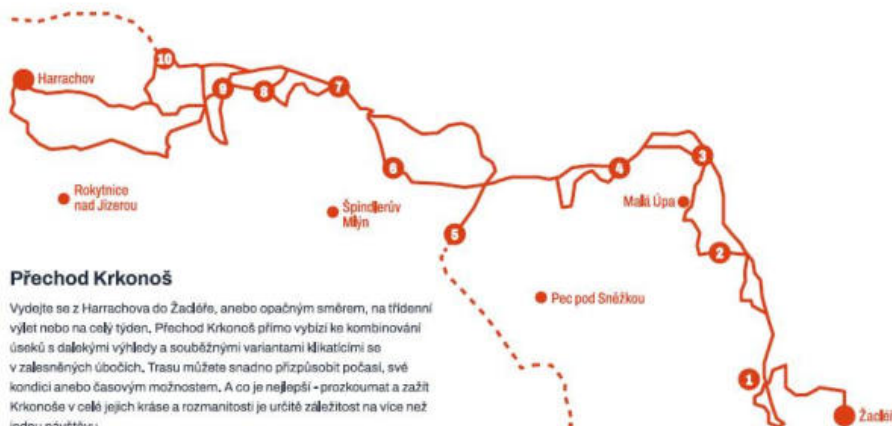 10
Harrachov
9
8
7
6
4
3
Rokytnice
nad Jizerou
Špindlerův
Mlýn
Malá Úpa
5
2
Přechod Krkonoš
Pec pod Sněžkou
Vydejte se z Harrachova do Žacléře, anebo opačným směrem, na třídenní
výlet nebo na celý týden. Přechod Krkonoš přímo vybízí ke kombinování
úseků s dalekými výhledy a souběžnými variantami klikatícími se
v zalesněných úbočích. Trasu můžete snadno přizpůsobit počasí, své
kondici anebo časovým možnostem. A co je nejlepší - prozkoumat a zažít
Krkonoše v celé jejich kráse a rozmanitosti je určitě záležitost na více než
jednu návštěvu.
1
Žacléř